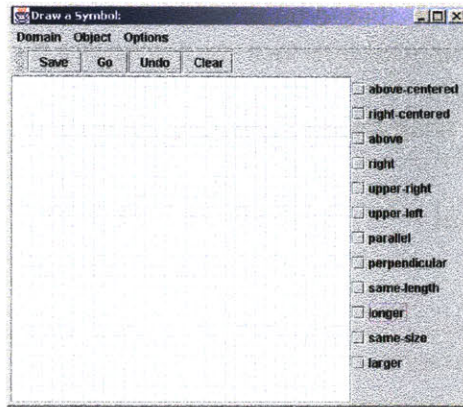 Draw a Symbol:
Domain Object Options
Save Go Undo Clear
above-centered
right-centered
above
right
upper-right
upper-left
parallel
perpendicular
same-length
longer
same-size
larger